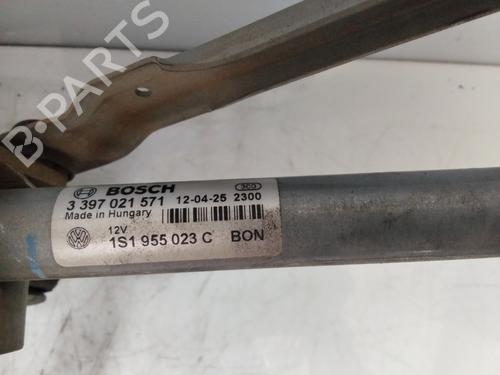 B-PARTS
BOSCH
3 397 021 571 12-04-25 2300
Made in Hungary
12V
1S1 955 023 C BON